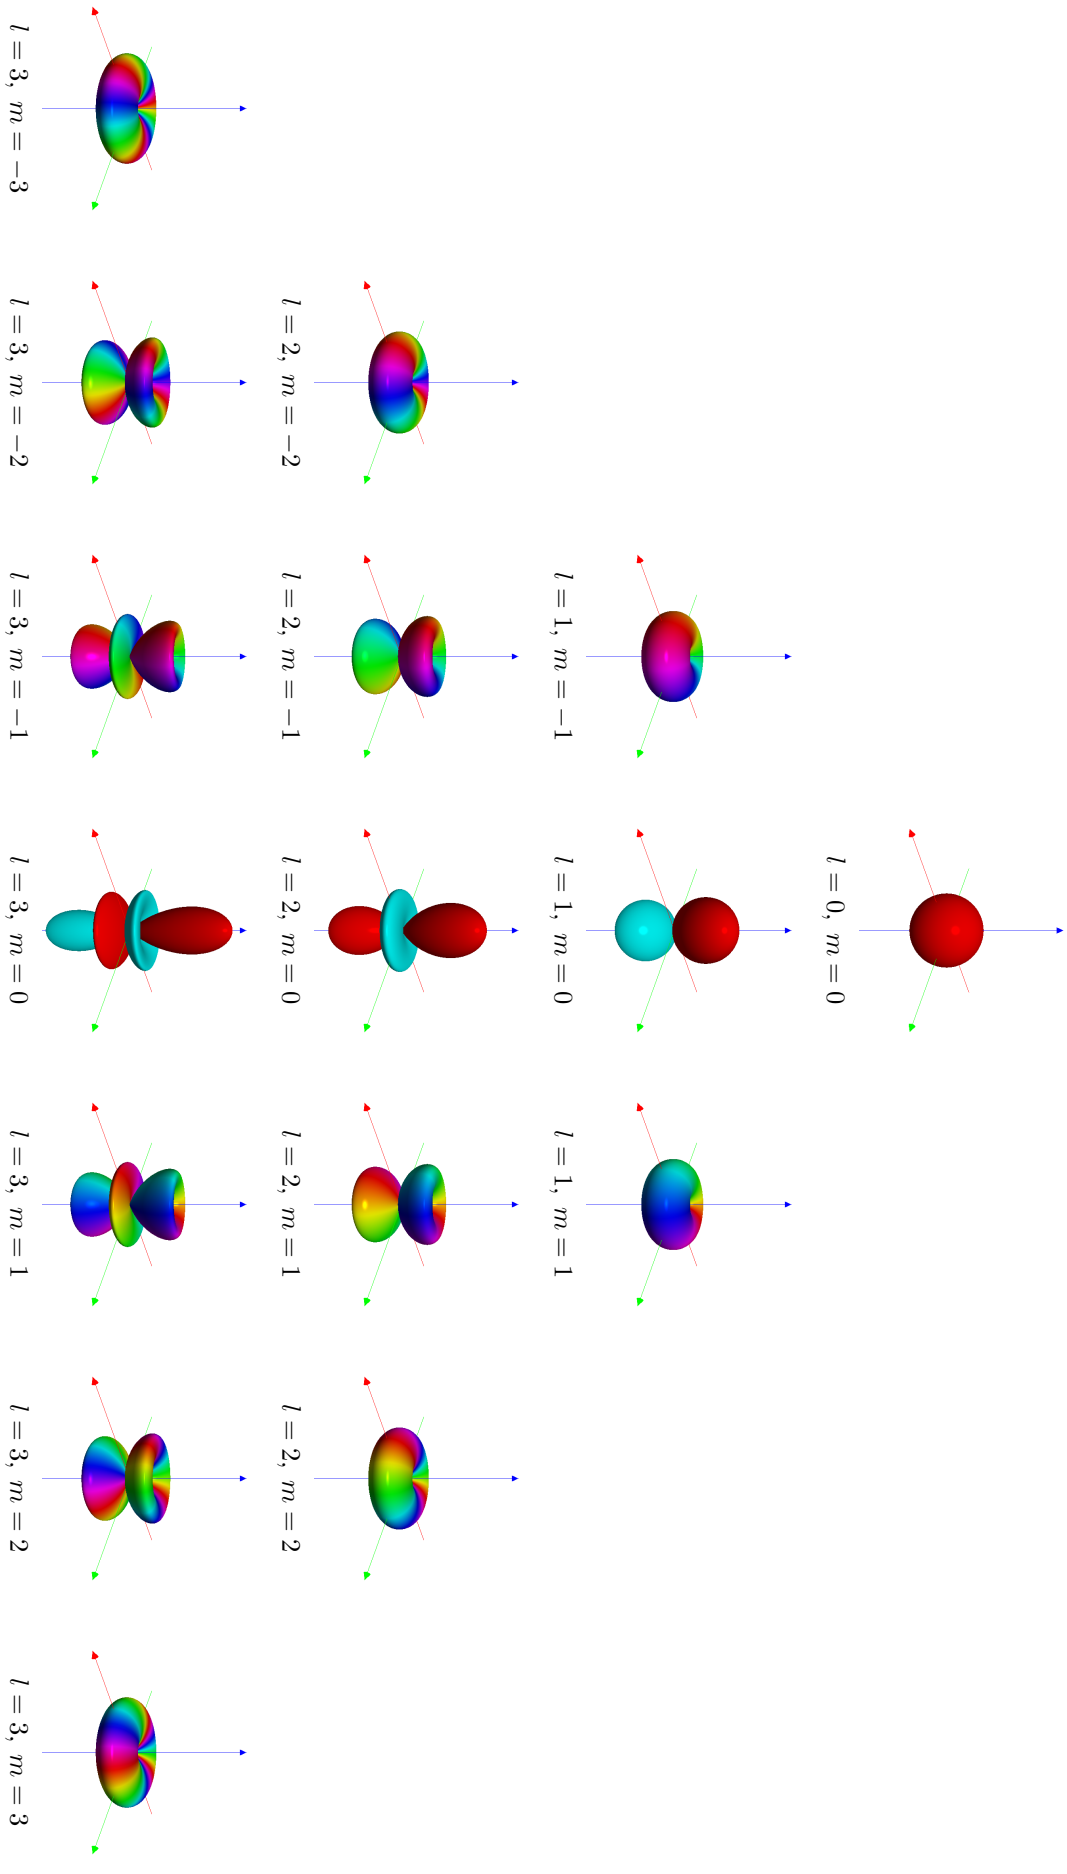 l = 0, m = 0
l = 1, m = −1
l = 1, m = 0
l = 1, m = 1
l = 2, m = −2
l = 2, m = −1
l = 2, m = 0
l = 2, m = 1
l = 2, m = 2
l = 3, m = −3
l = 3, m = −2
l = 3, m = −1
l = 3, m = 0
l = 3, m = 1
l = 3, m = 2
l = 3, m = 3